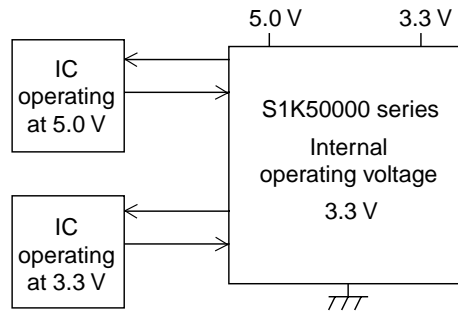 5.0 V
3.3 V
IC
operating
at 5.0 V
S1K50000 series
Internal
operating voltage
3.3 V
IC
operating
at 3.3 V